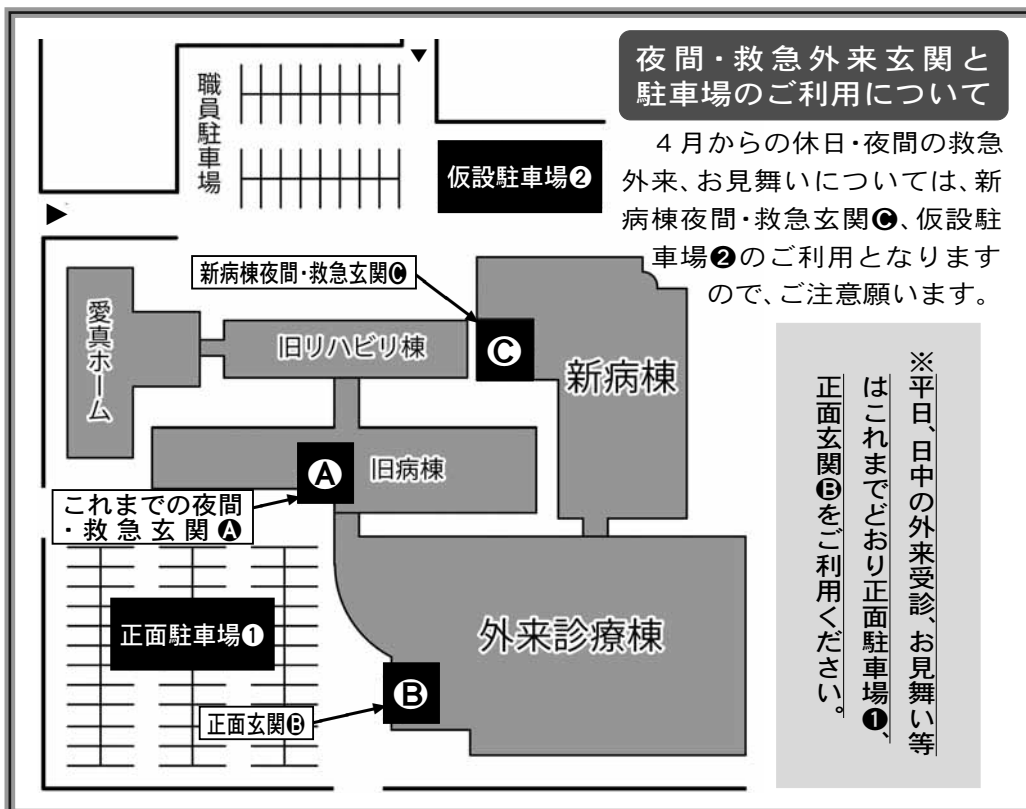 夜間・救急外来玄関と
駐車場のご利用について
４月からの休日・夜間の救急
外来、お見舞いについては、新
病棟夜間・救急玄関Ⓒ、仮設駐
車場❷のご利用となります
ので、ご注意願います。
※平日、日中の外来受診、お見舞い等
はこれまでどおり正面駐車場❶、
正面玄関Ⓑをご利用ください。
職員駐車場
仮設駐車場❷
新病棟夜間・救急玄関Ⓒ
愛真ホーム
旧リハビリ棟
Ⓒ
新病棟
Ⓐ
旧病棟
これまでの夜間
・救急玄関Ⓐ
正面駐車場❶
外来診療棟
Ⓑ
正面玄関Ⓑ